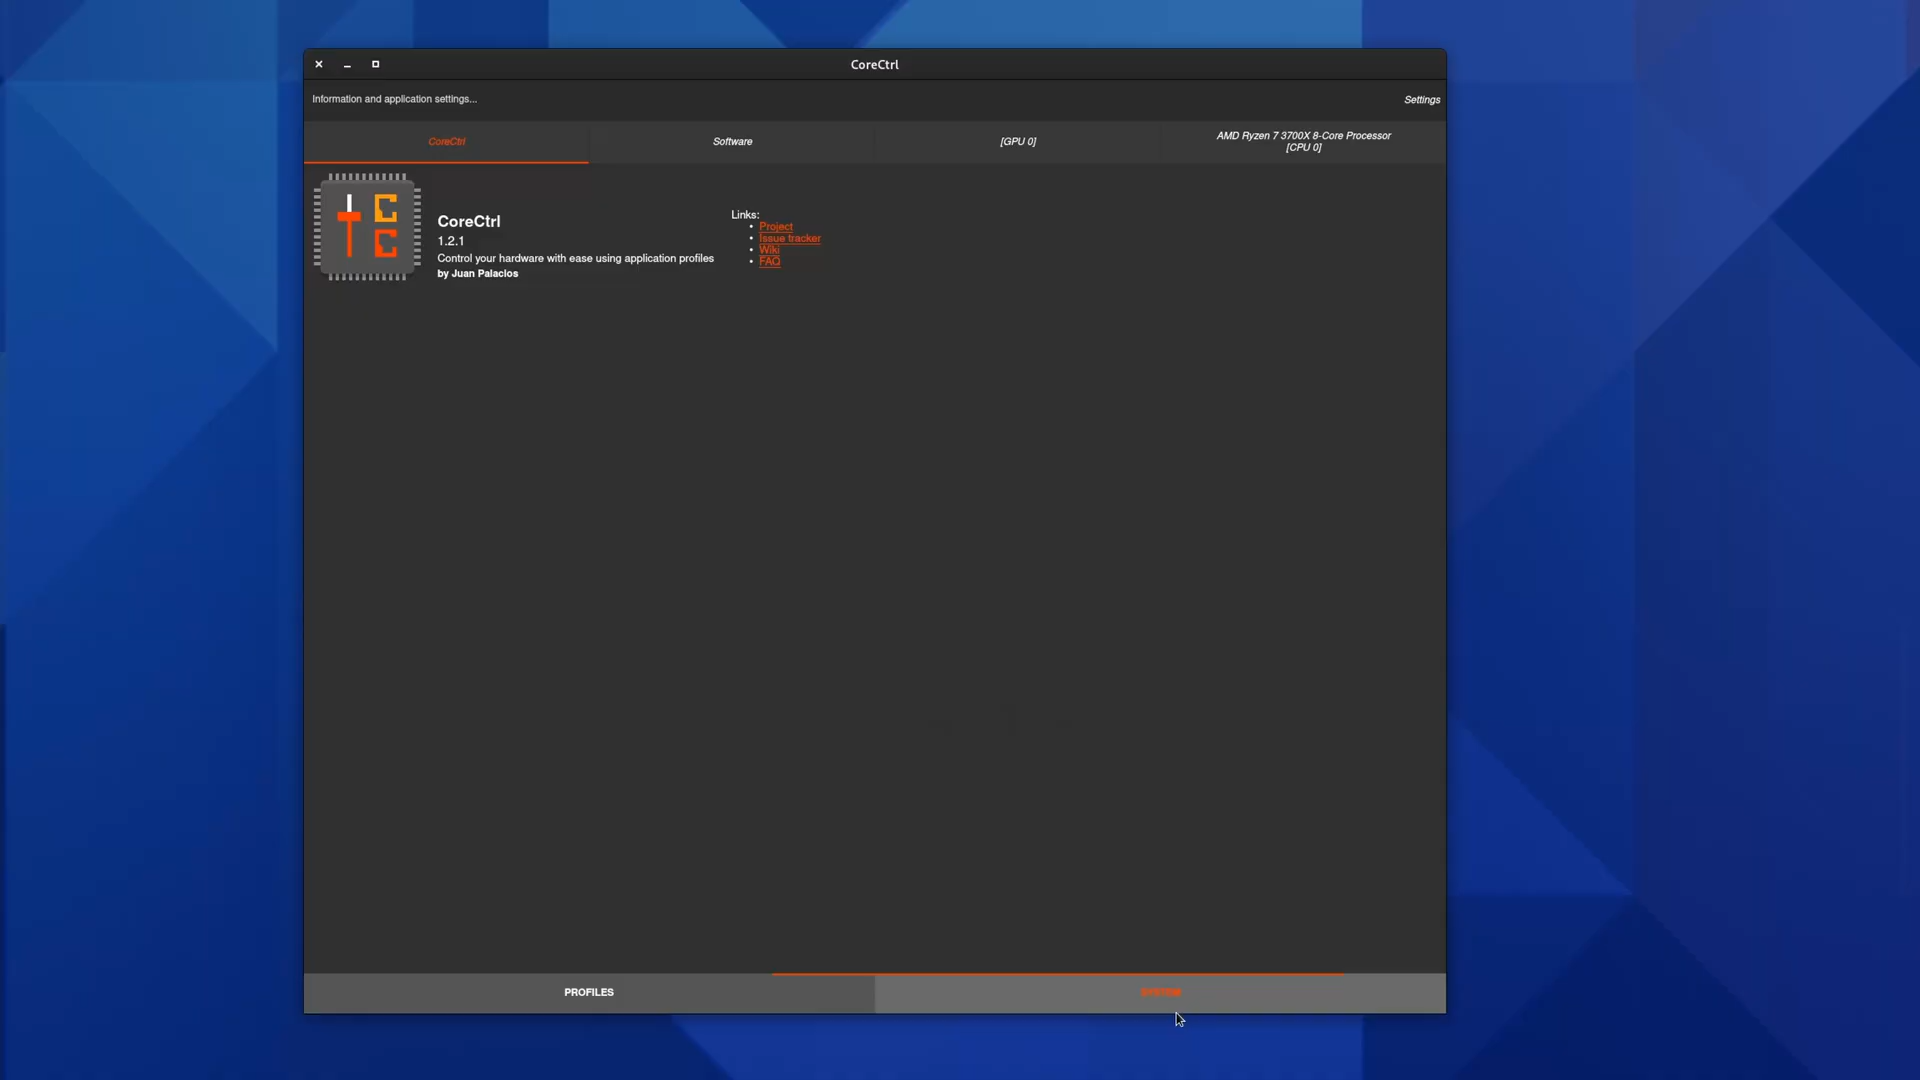 CoreCtrl
Information and application settings...
Settings
CoreCtrl
Software
[GPU 0]
AMD Ryzen 7 3700X 8-Core Processor
[CPU 0]
CoreCtrl
1.2.1
Control your hardware with ease using application profiles
by Juan Palacios
Links:
• Project
• Issue tracker
• Wiki
• FAQ
PROFILES
SYSTEM